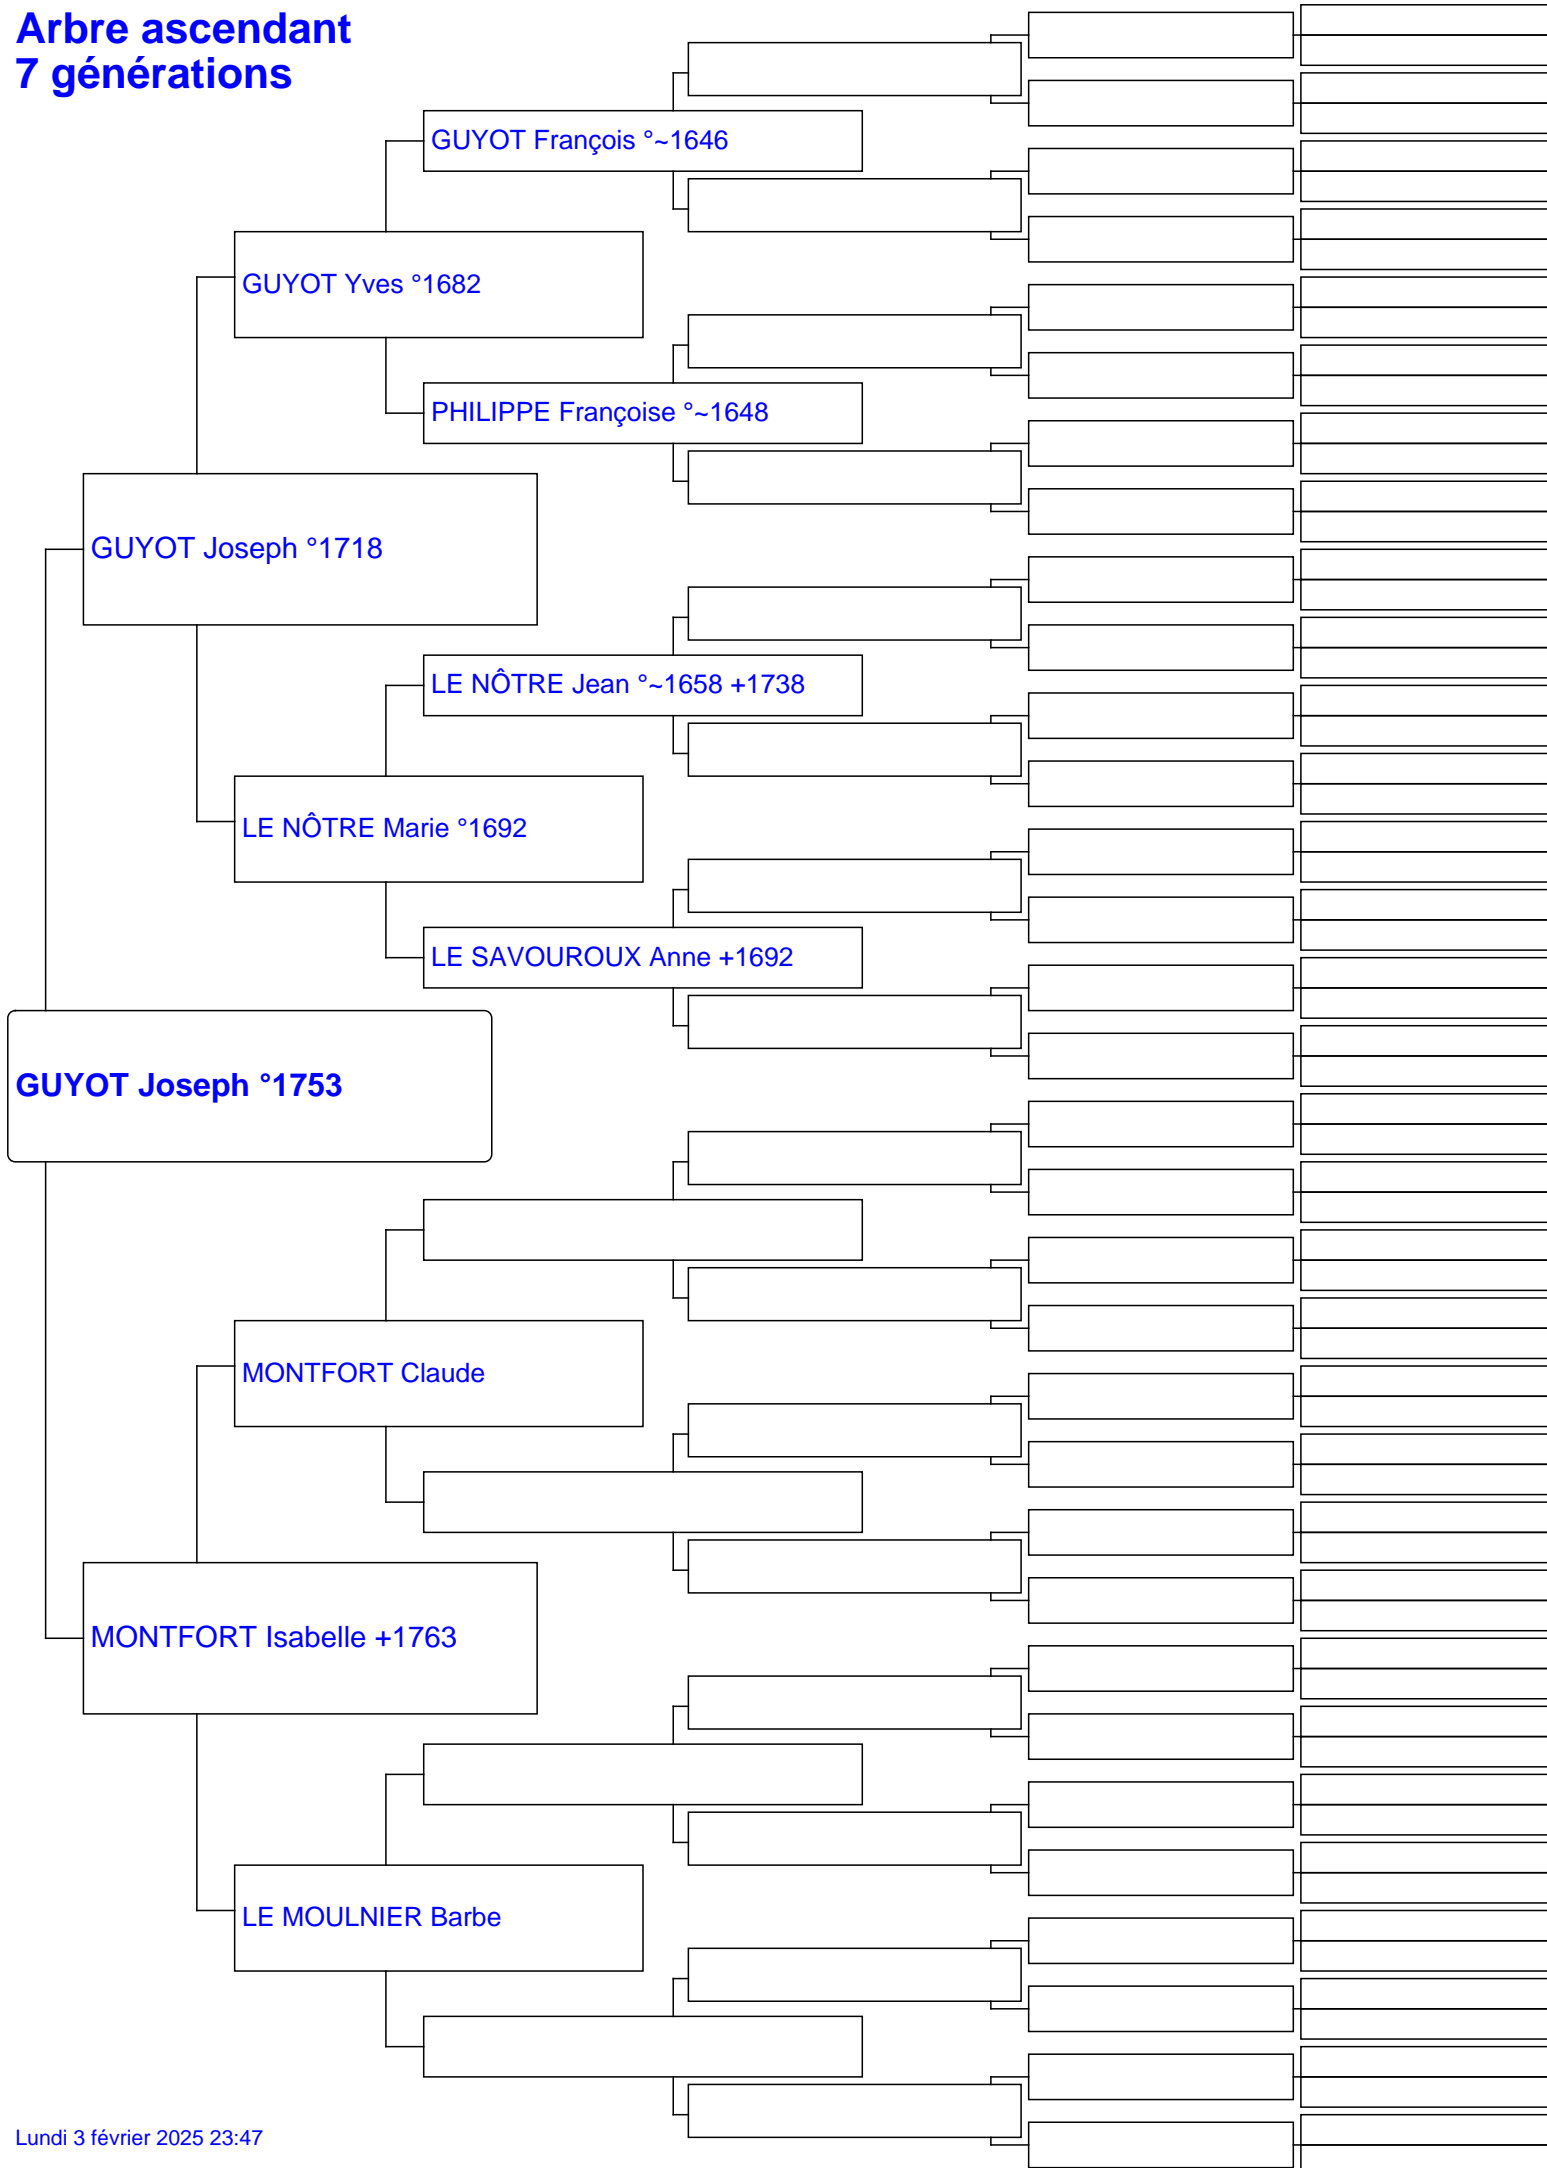 Arbre ascendant
7 générations
GUYOT François °~1646
GUYOT Yves °1682
PHILIPPE Françoise °~1648
GUYOT Joseph °1718
LE NÔTRE Jean °~1658 +1738
LE NÔTRE Marie °1692
LE SAVOUROUX Anne +1692
GUYOT Joseph °1753
MONTFORT Claude
MONTFORT Isabelle +1763
LE MOULNIER Barbe
Lundi 3 février 2025 23:47